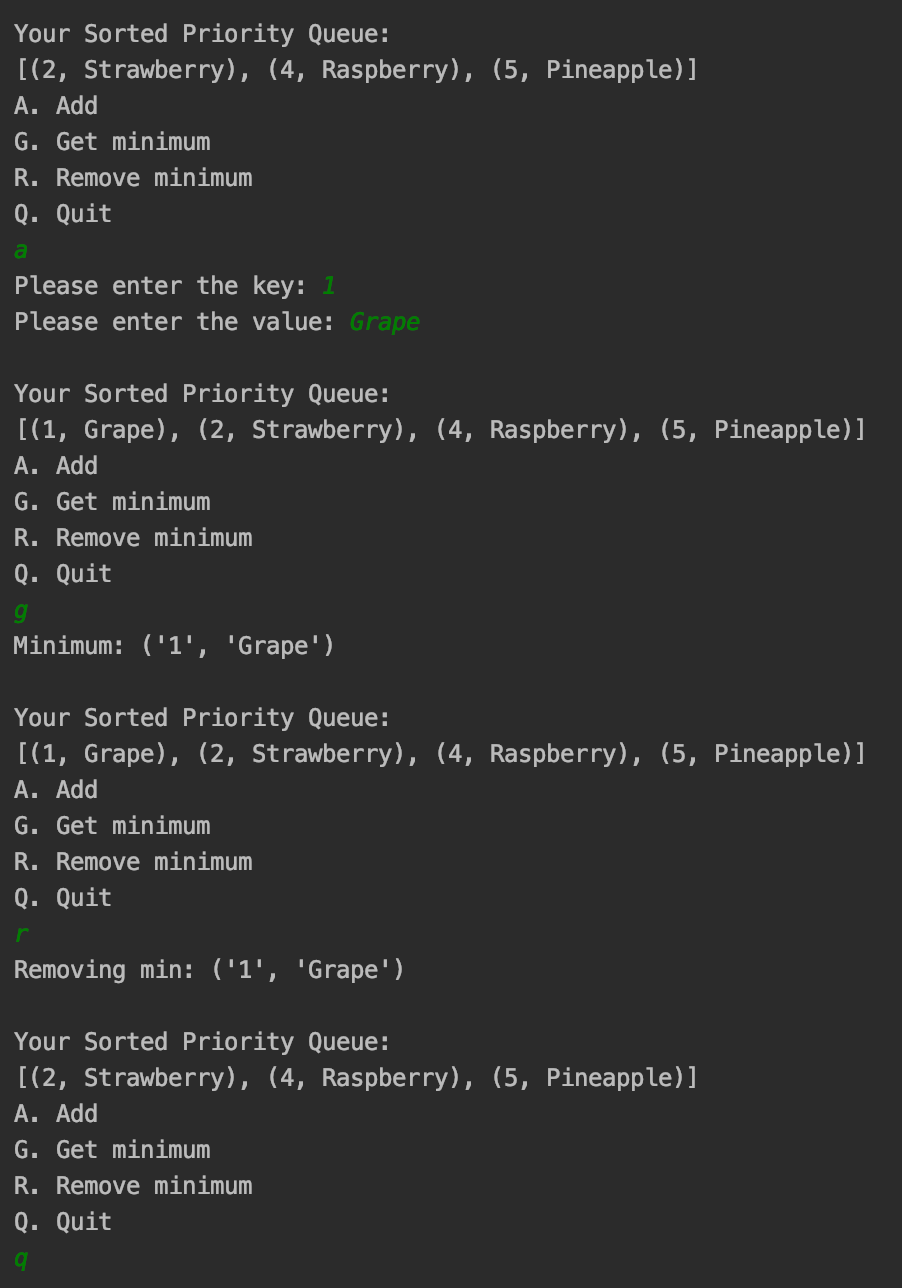 Your Sorted Priority Queue:
[(2, Strawberry), (4, Raspberry), (5, Pineapple)]
A. Add
G. Get minimum
R. Remove minimum
Q. Quit
a
Please enter the key: 1
Please enter the value: Grape
Your Sorted Priority Queue:
[(1, Grape), (2, Strawberry), (4, Raspberry), (5, Pineapple)]
A. Add
G. Get minimum
R. Remove minimum
Q. Quit
g
Minimum: ('1', 'Grape')
Your Sorted Priority Queue:
[(1, Grape), (2, Strawberry), (4, Raspberry), (5, Pineapple)]
A. Add
G. Get minimum
R. Remove minimum
Q. Quit
r
Removing min: ('1', 'Grape')
Your Sorted Priority Queue:
[(2, Strawberry), (4, Raspberry), (5, Pineapple)]
A. Add
G. Get minimum
R. Remove minimum
Q. Quit
q